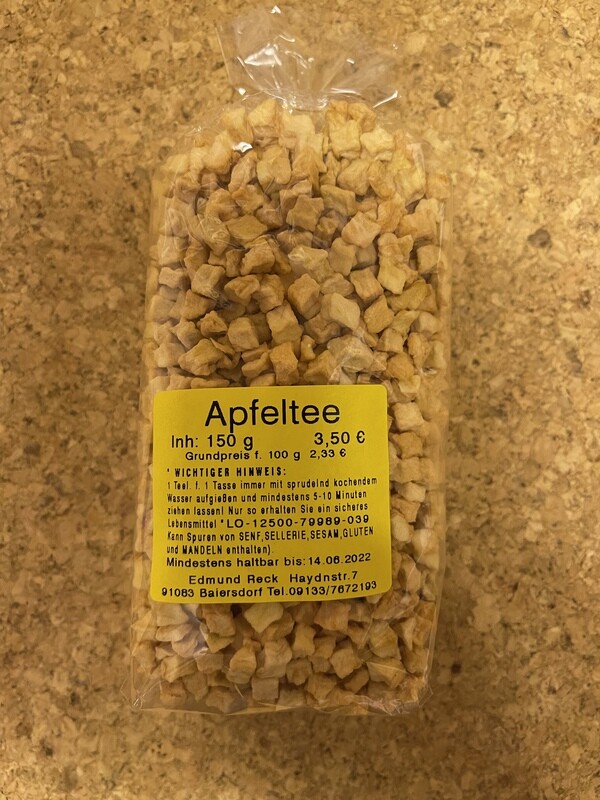 Apfeltee
Inh: 150 g 3,50 €
Grundpreis f. 100 g 2,33 €
* WICHTIGER HINWEIS:
1 Teel. f. 1 Tasse immer mit sprudelnd kochendem
Wasser aufgießen und mindestens 5-10 Minuten
ziehen lassen! Nur so erhalten Sie ein sicheres
Lebensmittel *LO-12500-79989-039
Kann Spuren von SENF,SELLERIE,SESAM,GLUTEN
und MANDELN enthalten).
Mindestens haltbar bis:14.06.2022
Edmund Reck Haydnstr.7
91083 Baiersdorf Tel.09133/7672193